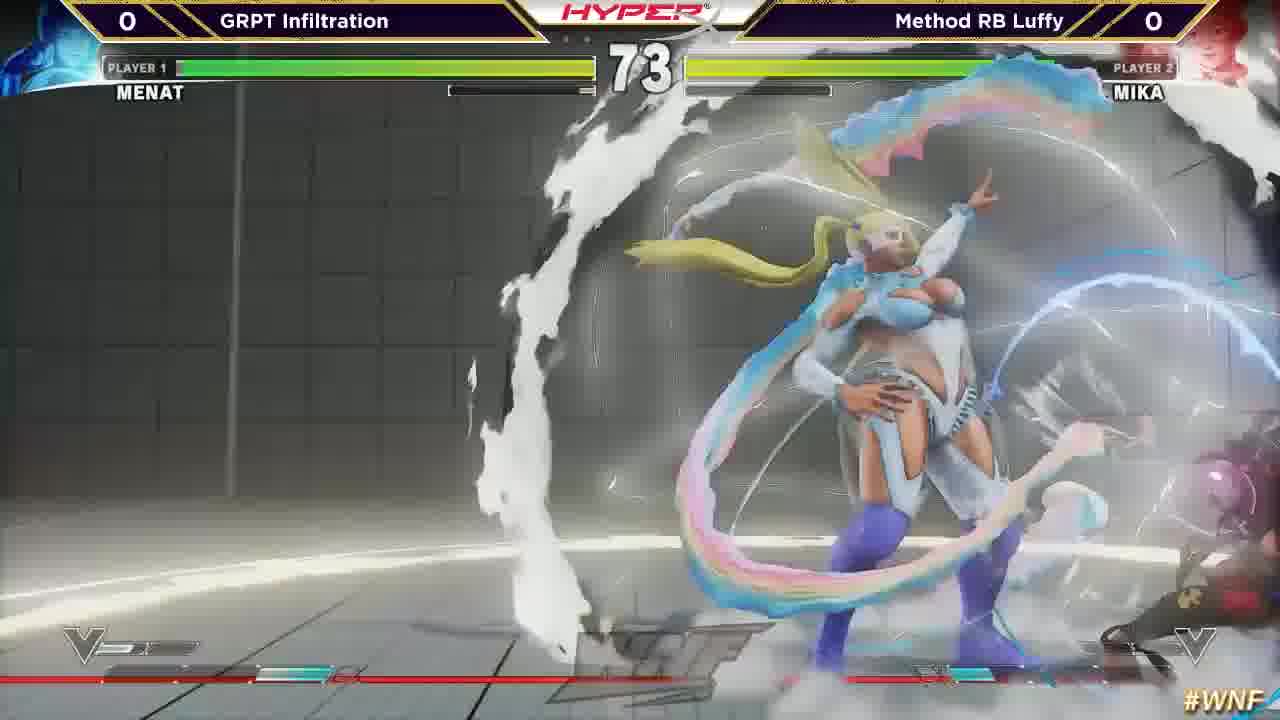 0 GRPT Infiltration HYPER Method RB Luffy 0
PLAYER 1 73 PLAYER 2
MENAT MIKA
#WNF